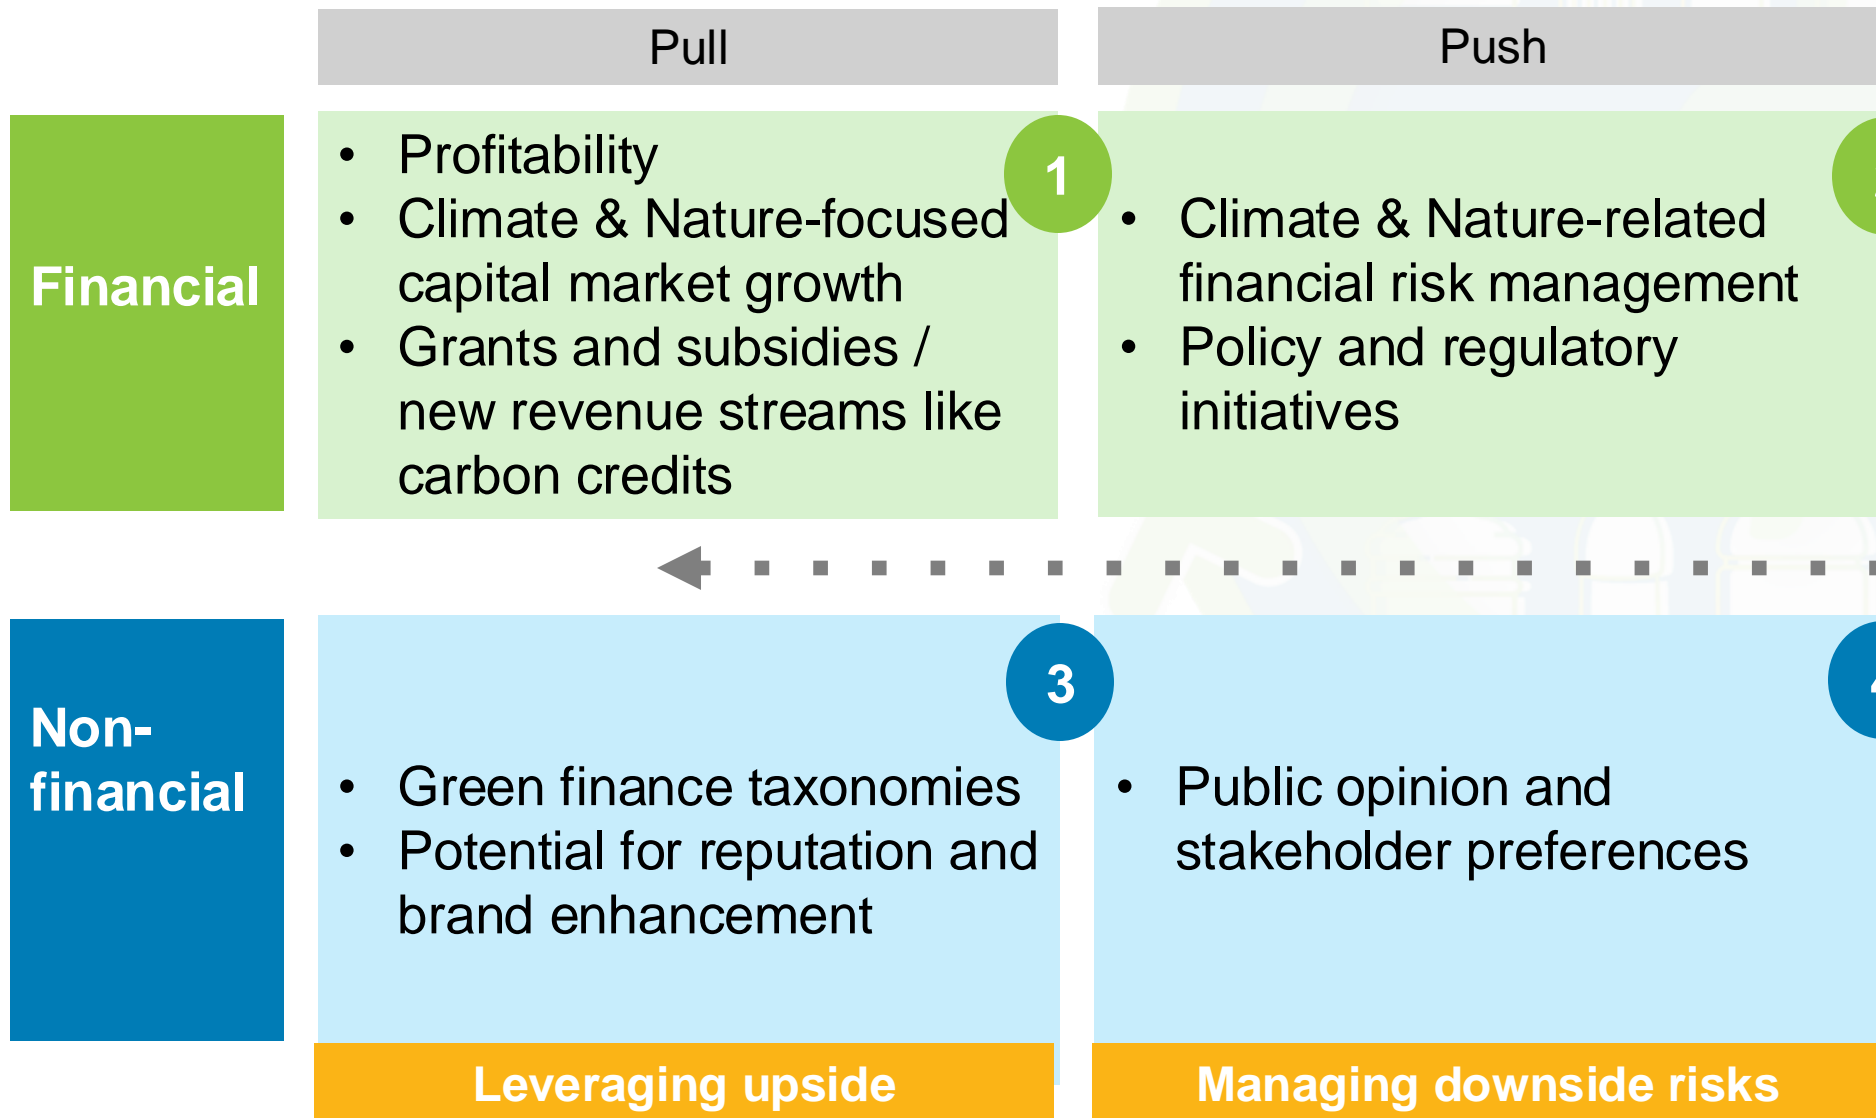 Pull
Push
Financial
• Profitability
• Climate & Nature-focused
capital market growth
• Grants and subsidies /
new revenue streams like
carbon credits
1
• Climate & Nature-related
financial risk management
• Policy and regulatory
initiatives
Non-
financial
• Green finance taxonomies
• Potential for reputation and
brand enhancement
3
• Public opinion and
stakeholder preferences
Leveraging upside
Managing downside risks